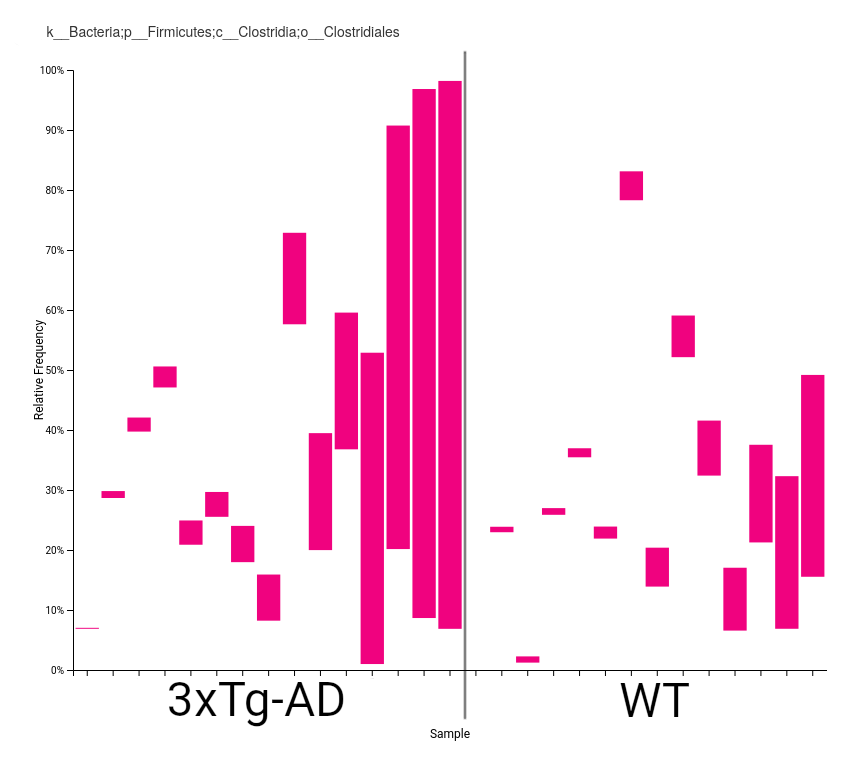 k__Bacteria;p__Firmicutes;c__Clostridia;o__Clostridiales
100%
90%
80%
70%
60%
50%
40%
30%
20%
10%
0%
Relative Frequency
3xTg-AD
WT
Sample